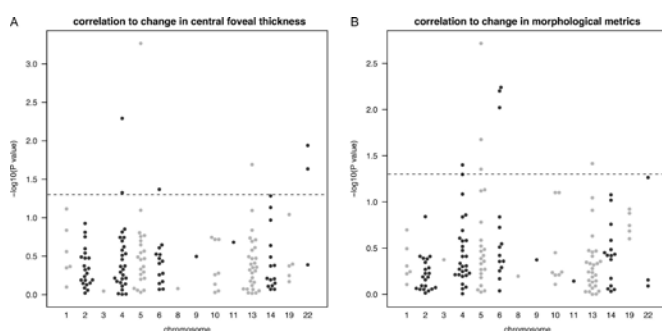 A
correlation to change in central foveal thickness
−log10(P value)
3.0
2.5
2.0
1.5
1.0
0.5
0.0
1 2 3 4 5 6 8 9 10 11 13 14 19 22
chromosome
B
correlation to change in morphological metrics
−log10(P value)
2.5
2.0
1.5
1.0
0.5
0.0
1 2 3 4 5 6 8 9 10 11 13 14 19 22
chromosome